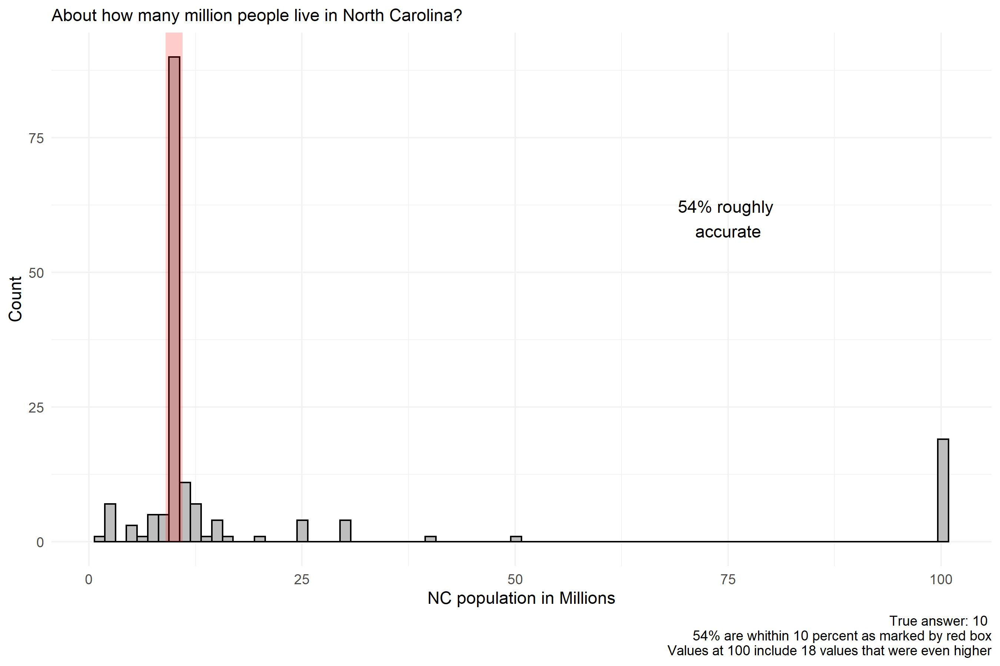 About how many million people live in North Carolina?
54% roughly
accurate
75
50
25
0
Count
0 25 50 75 100
NC population in Millions
True answer: 10
54% are whithin 10 percent as marked by red box
Values at 100 include 18 values that were even higher